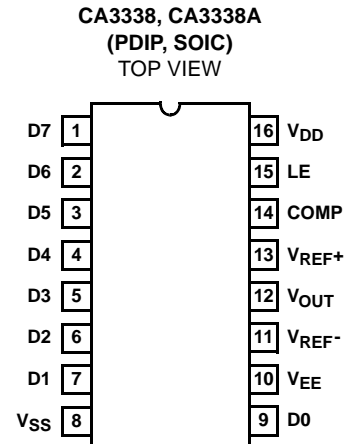 CA3338, CA3338A
(PDIP, SOIC)
TOP VIEW
D7 1 16 VDD
D6 2 15 LE
D5 3 14 COMP
D4 4 13 VREF+
D3 5 12 VOUT
D2 6 11 VREF-
D1 7 10 VEE
VSS 8 9 D0